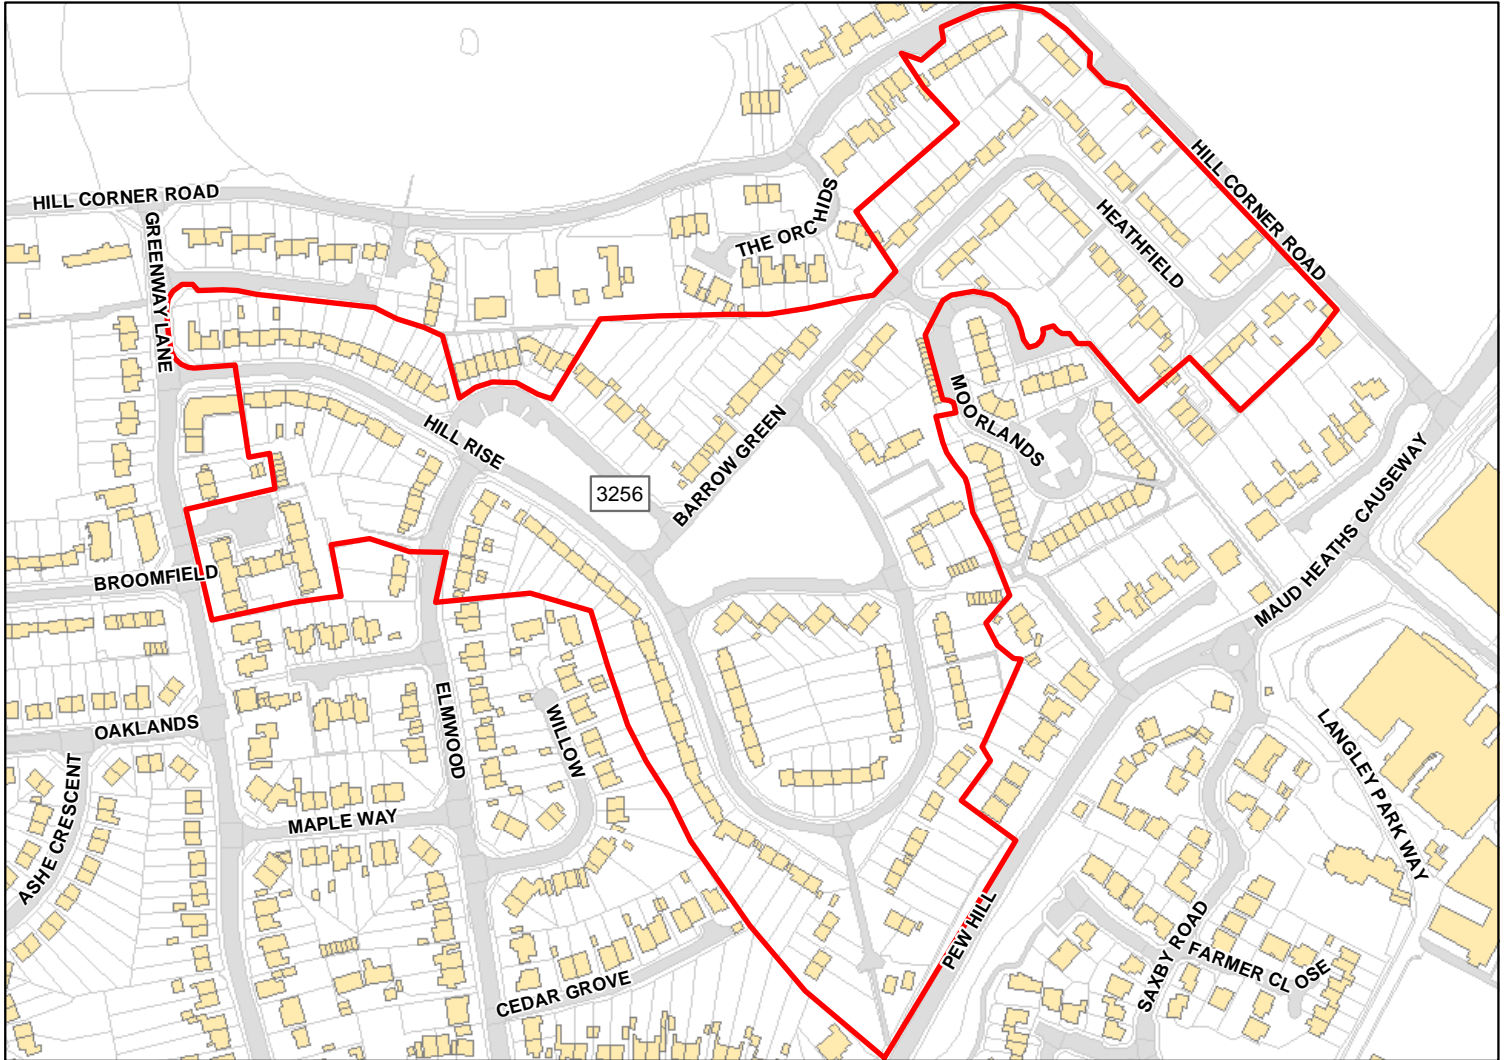 HILL CORNER ROAD
GREENWAY LANE
THE ORCHIDS
HILL CORNER ROAD
HEATHFIELD
MOORLANDS
HILL RISE
3256
BARROW GREEN
MAUD HEATHS CAUSEWAY
BROOMFIELD
OAKLANDS
ASHE CRESCENT
ELMWOOD
WILLOW
MAPLE WAY
LANGLEY PARK WAY
PEW HILL
SAXBY ROAD
FARMER CLOSE
CEDAR GROVE